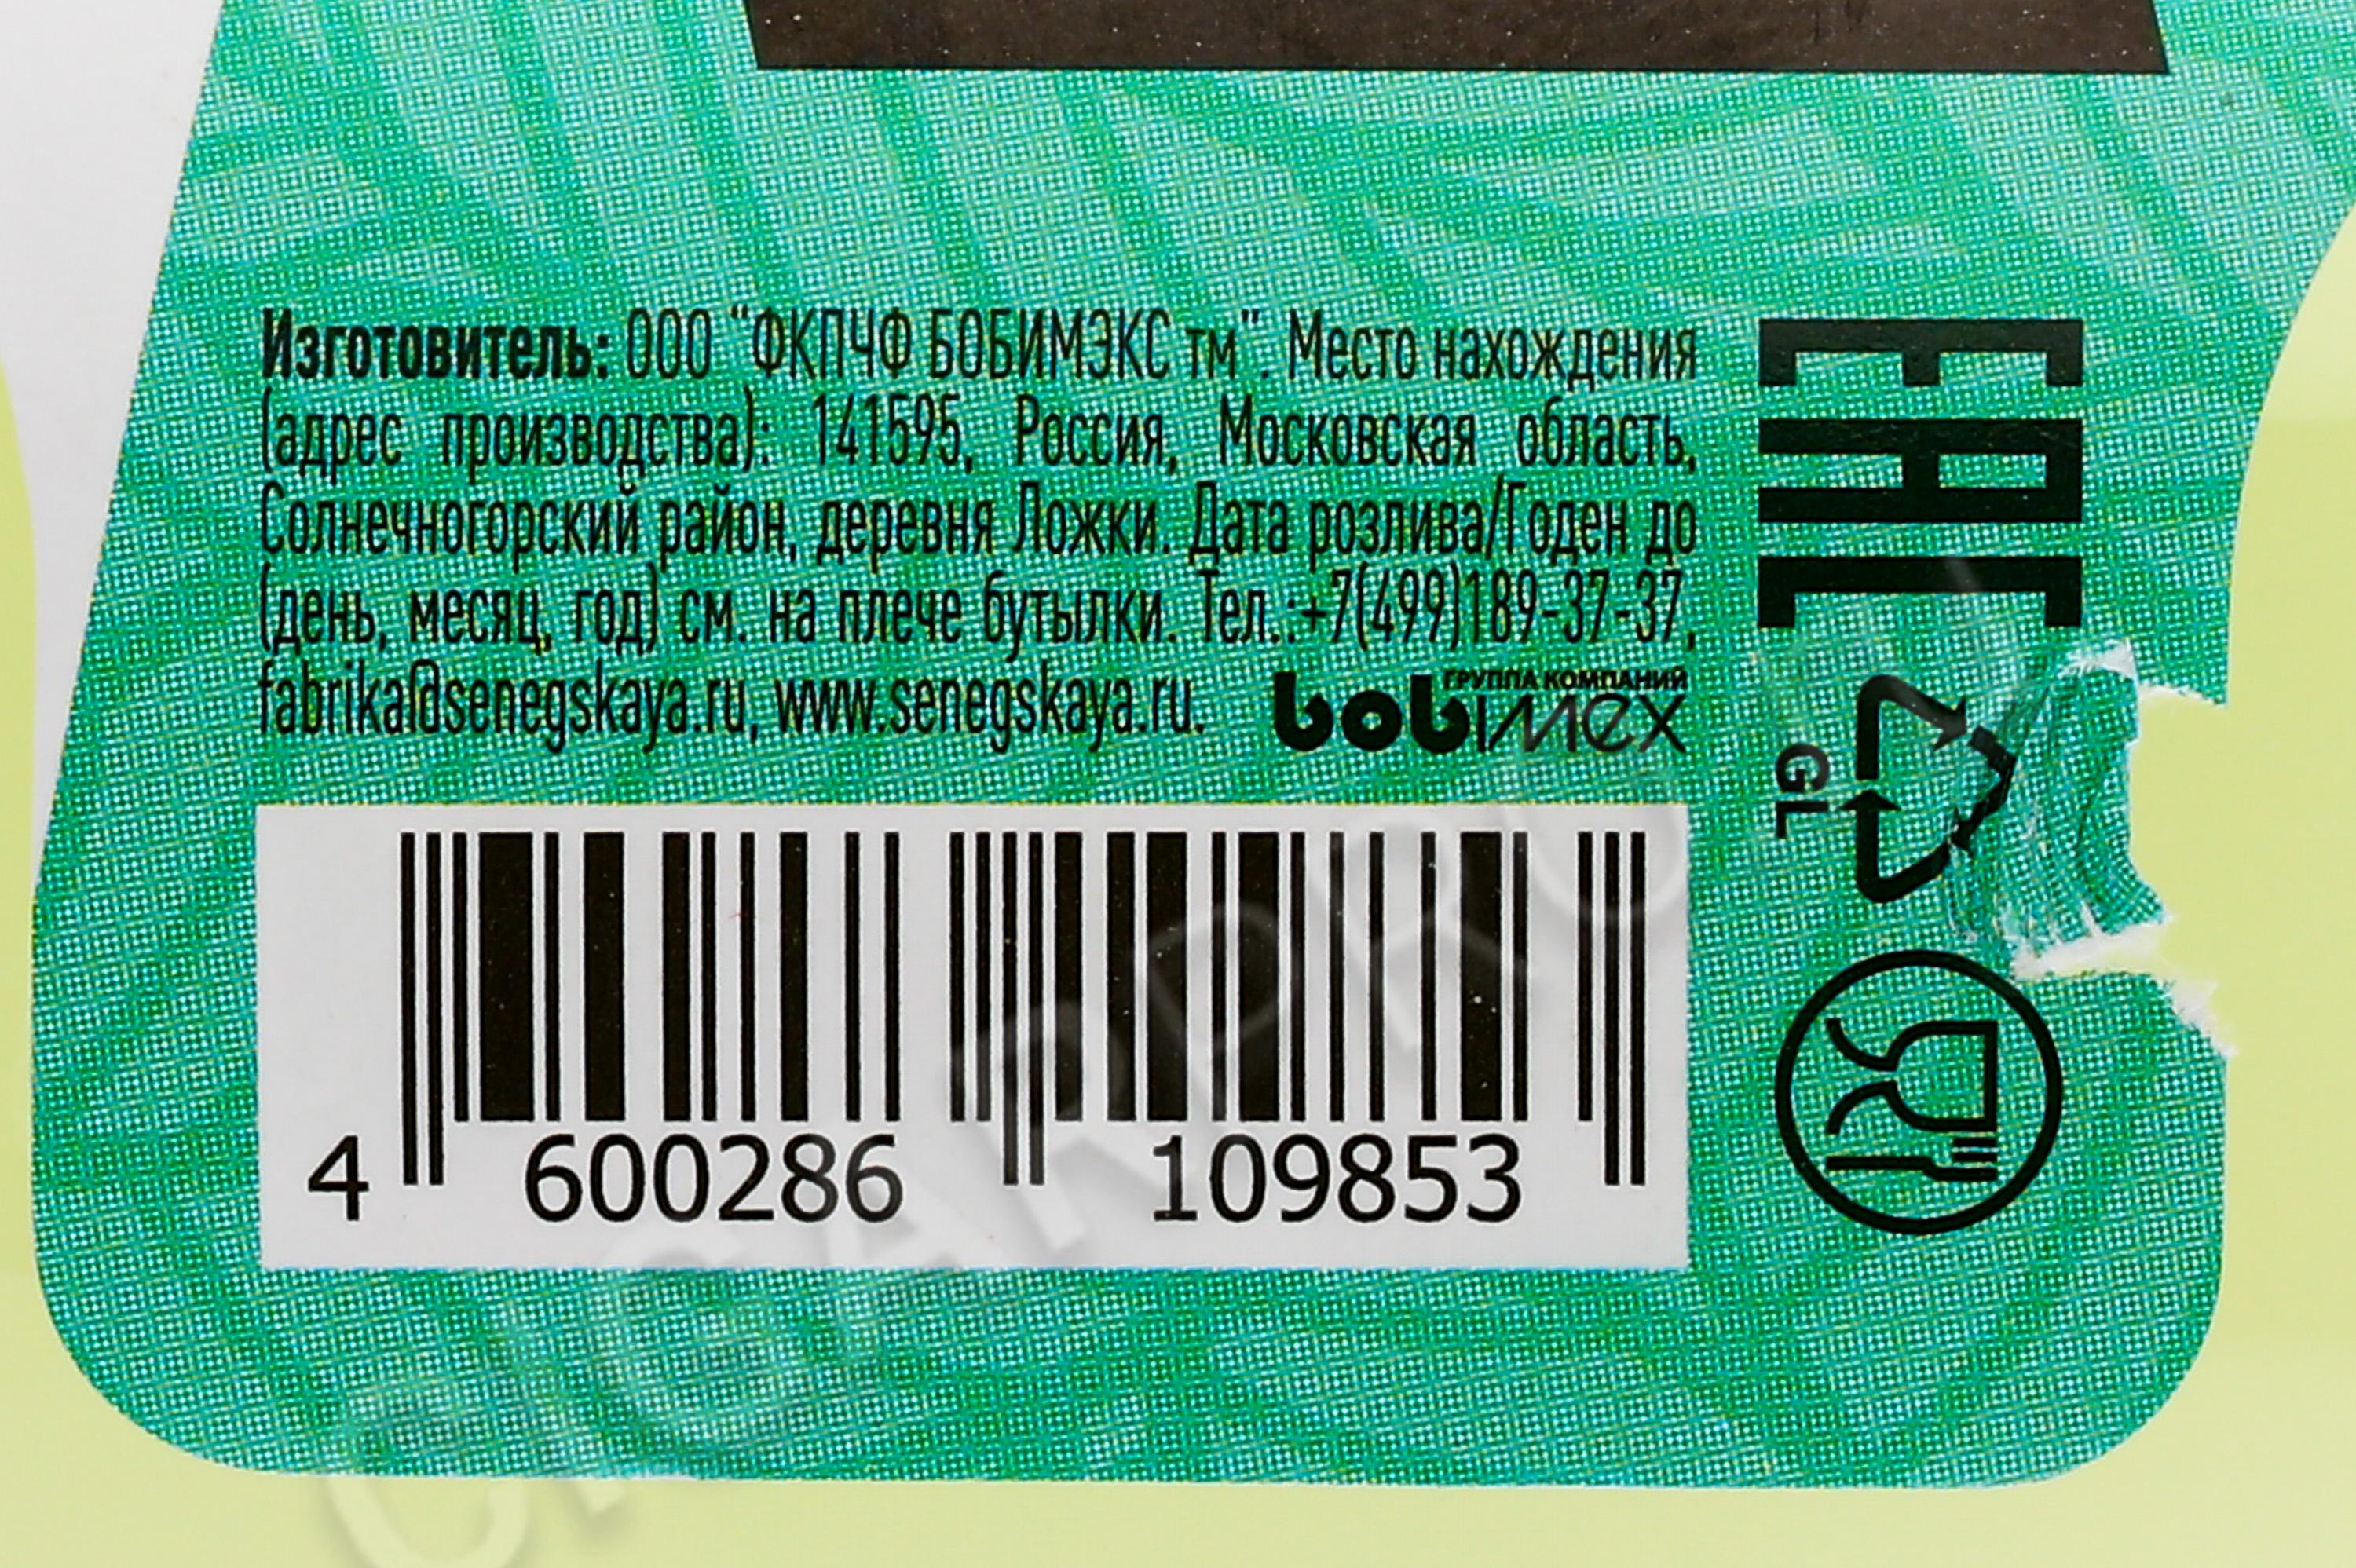 Изготовитель: ООО "ФКПЧФ БОБИМЭКС тм". Место нахождения
(адрес производства): 141595, Россия, Московская область,
Солнечногорский район, деревня Ложки. Дата розлива/Годен до
(день, месяц, год) см. на плече бутылки. Тел.:+7(499)189-37-37,
fabrika@senegskaya.ru, www.senegskaya.ru.
ГРУППА КОМПАНИЙ
bobimex
EAC
GL
4 600286 109853
CIGARPRO